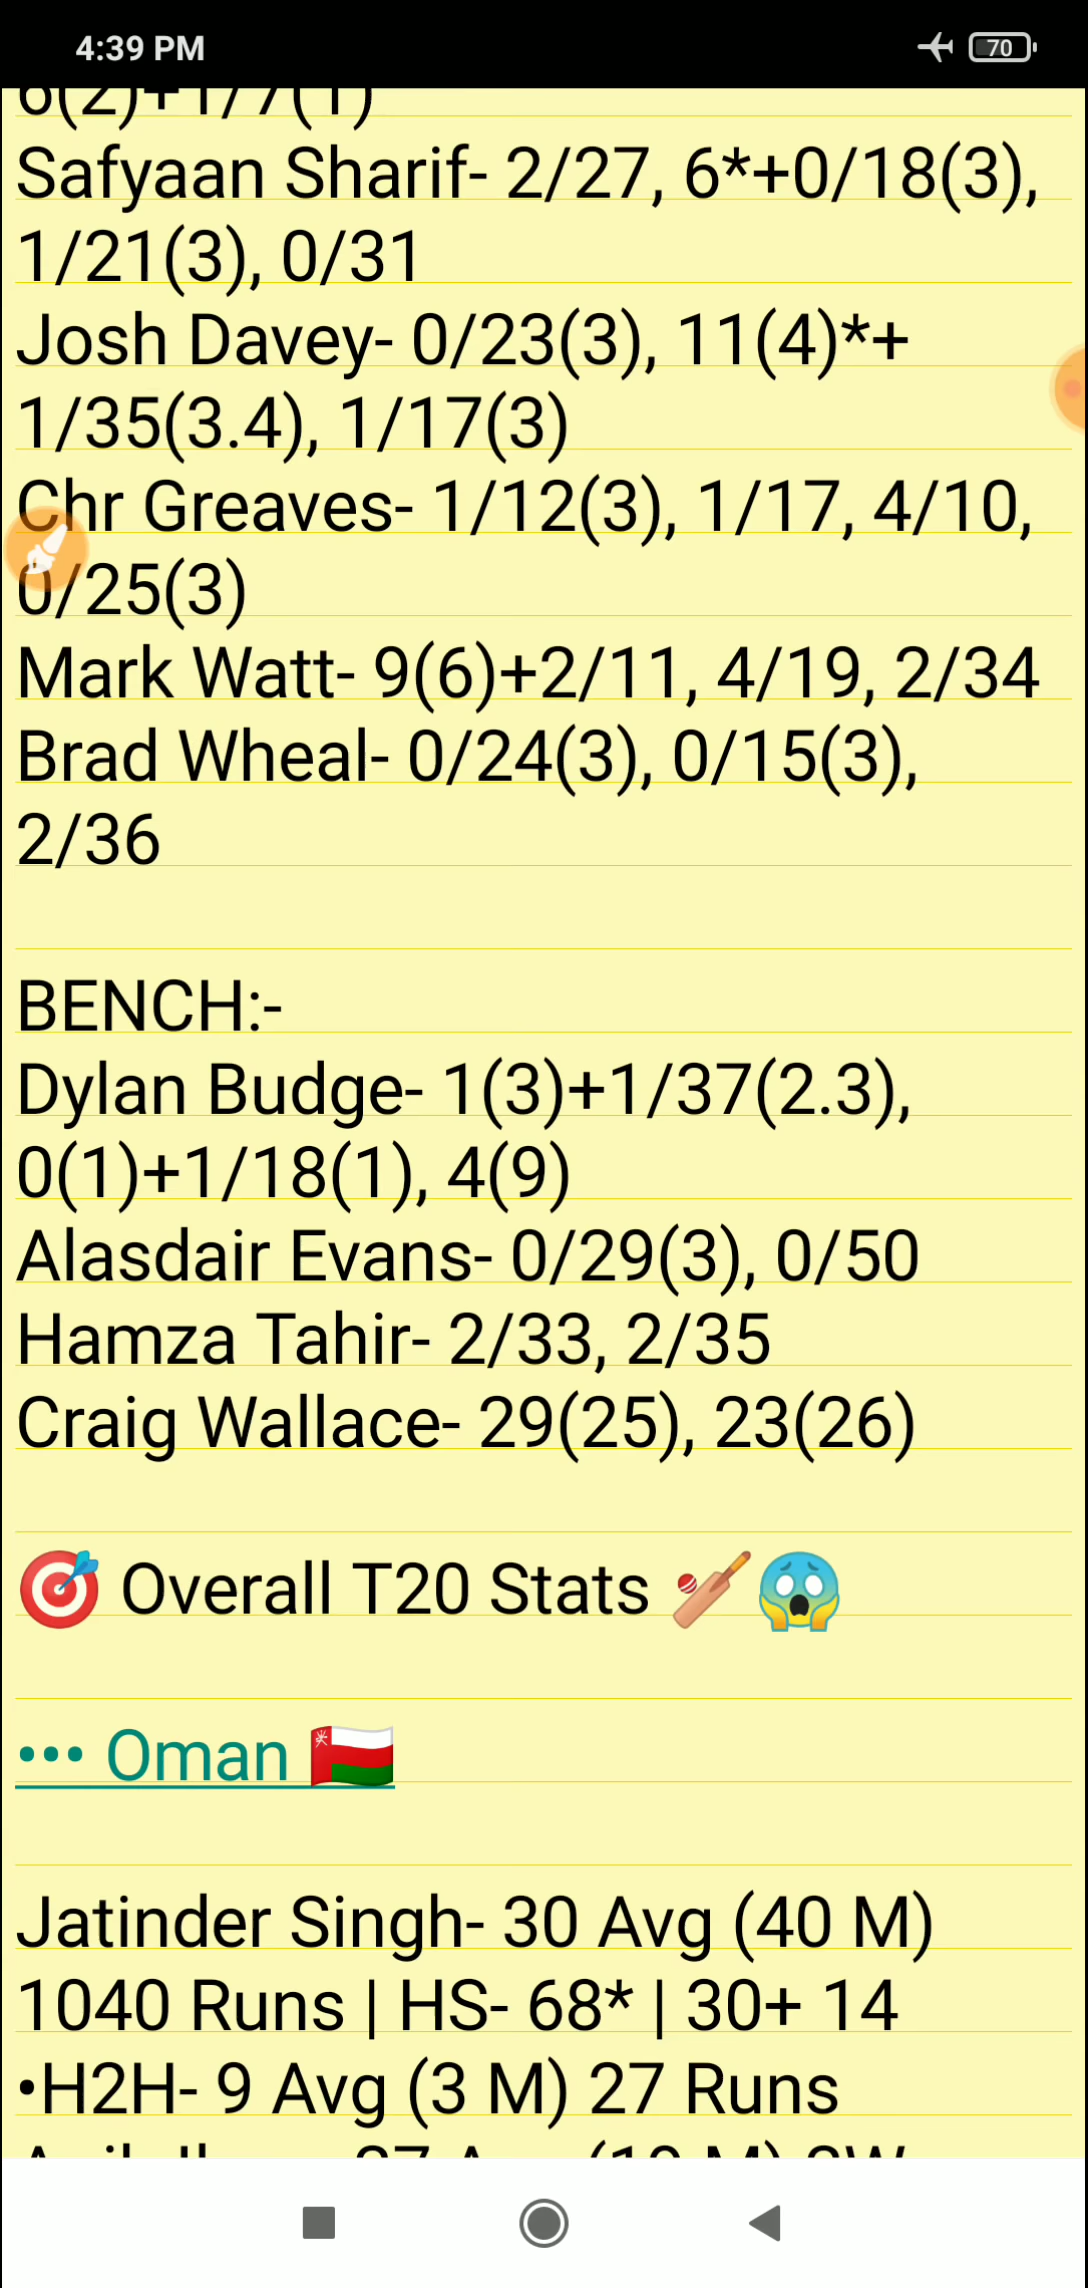 4:39 PM
70
6(2)+1/7(1)
Safyaan Sharif- 2/27, 6*+0/18(3),
1/21(3), 0/31
Josh Davey- 0/23(3), 11(4)*+
1/35(3.4), 1/17(3)
Chr Greaves- 1/12(3), 1/17, 4/10,
0/25(3)
Mark Watt- 9(6)+2/11, 4/19, 2/34
Brad Wheal- 0/24(3), 0/15(3),
2/36
BENCH:-
Dylan Budge- 1(3)+1/37(2.3),
0(1)+1/18(1), 4(9)
Alasdair Evans- 0/29(3), 0/50
Hamza Tahir- 2/33, 2/35
Craig Wallace- 29(25), 23(26)
🎯 Overall T20 Stats 🏏😱
••• Oman 🇴🇲
Jatinder Singh- 30 Avg (40 M)
1040 Runs | HS- 68* | 30+ 14
•H2H- 9 Avg (3 M) 27 Runs